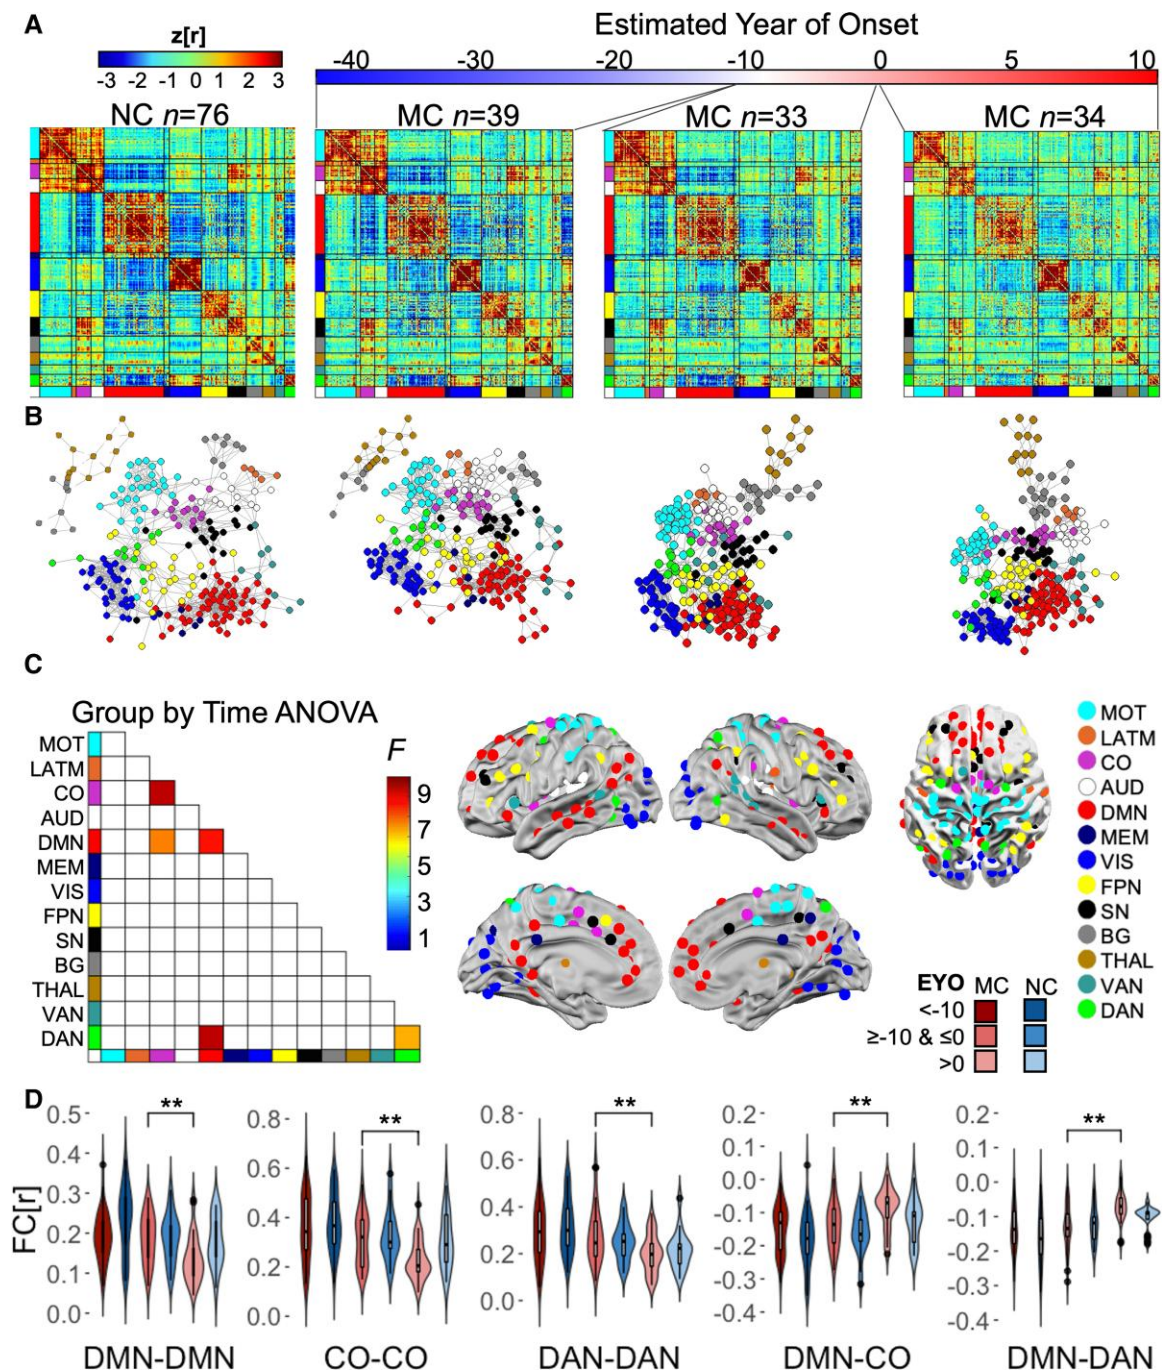 A
z[r]
-3 -2 -1 0 1 2 3
Estimated Year of Onset
-40 -30 -20 -10 0 5 10
NC n=76
MC n=39
MC n=33
MC n=34
B
C
Group by Time ANOVA
MOT
LATM
CO
AUD
DMN
MEM
VIS
FPN
SN
BG
THAL
VAN
DAN
F
9
7
5
3
1
MOT
LATM
CO
AUD
DMN
MEM
VIS
FPN
SN
BG
THAL
VAN
DAN
EYO MC NC
<-10
≥-10 & ≤0
>0
D
FC[r]
0.5
0.4
0.3
0.2
0.1
0.0
**
DMN-DMN
0.8
0.6
0.4
0.2
0.0
**
CO-CO
0.8
0.6
0.4
0.2
0.0
**
DAN-DAN
0.2
0.1
0.0
-0.1
-0.2
-0.3
-0.4
**
DMN-CO
0.2
0.1
0.0
-0.1
-0.2
-0.3
-0.4
**
DMN-DAN